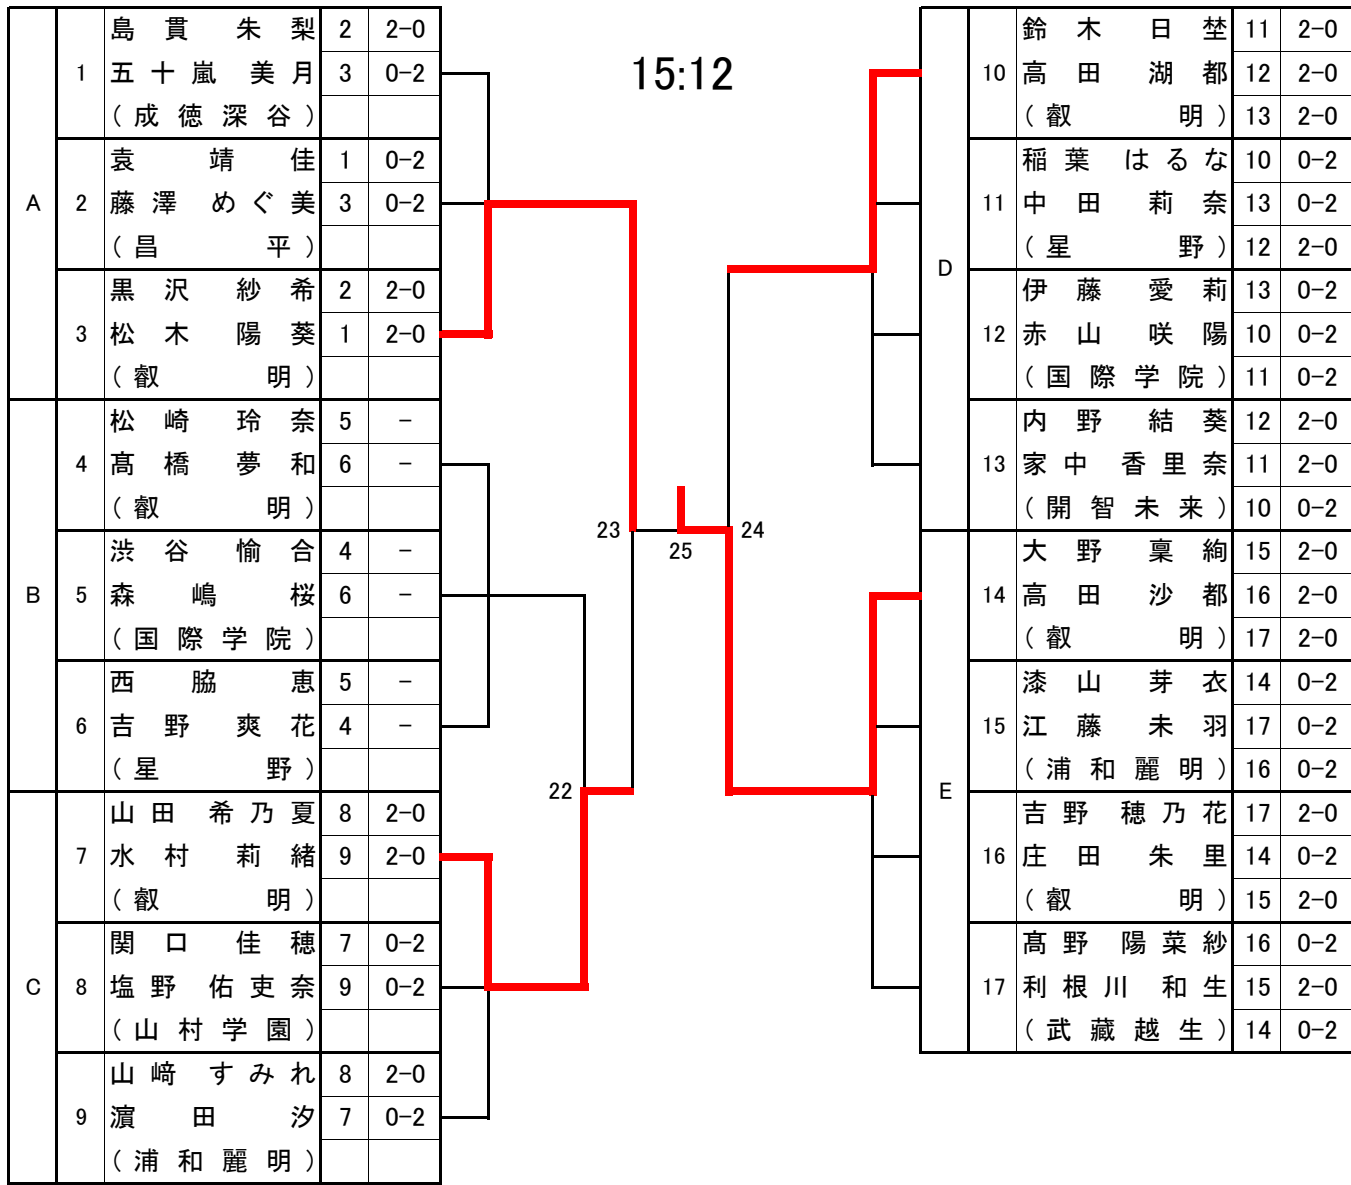 15:12
A
1
島貫 朱梨 2 2-0
五十嵐 美月 3 0-2
(成徳深谷)
2
袁 靖佳 1 0-2
藤澤 めぐ美 3 0-2
(昌平)
3
黒沢 紗希 2 2-0
松木 陽葵 1 2-0
(叡明)
B
4
松崎 玲奈 5 -
髙橋 夢和 6 -
(叡明)
5
渋谷 愉合 4 -
森嶋 桜 6 -
(国際学院)
6
西脇 恵 5 -
吉野 爽花 4 -
(星野)
C
7
山田 希乃夏 8 2-0
水村 莉緒 9 2-0
(叡明)
8
関口 佳穂 7 0-2
塩野 佑吏奈 9 0-2
(山村学園)
9
山﨑 すみれ 8 2-0
濵田 汐 7 0-2
(浦和麗明)
22
23
25
24
D
10
鈴木 日埜 11 2-0
高田 湖都 12 2-0
(叡明) 13 2-0
11
稲葉 はるな 10 0-2
中田 莉奈 13 0-2
(星野) 12 2-0
12
伊藤 愛莉 13 0-2
赤山 咲陽 10 0-2
(国際学院) 11 0-2
13
内野 結葵 12 2-0
家中 香里奈 11 2-0
(開智未来) 10 0-2
E
14
大野 稟絢 15 2-0
高田 沙都 16 2-0
(叡明) 17 2-0
15
漆山 芽衣 14 0-2
江藤 未羽 17 0-2
(浦和麗明) 16 0-2
16
吉野 穂乃花 17 2-0
庄田 朱里 14 0-2
(叡明) 15 2-0
17
髙野 陽菜紗 16 0-2
利根川 和生 15 2-0
(武蔵越生) 14 0-2